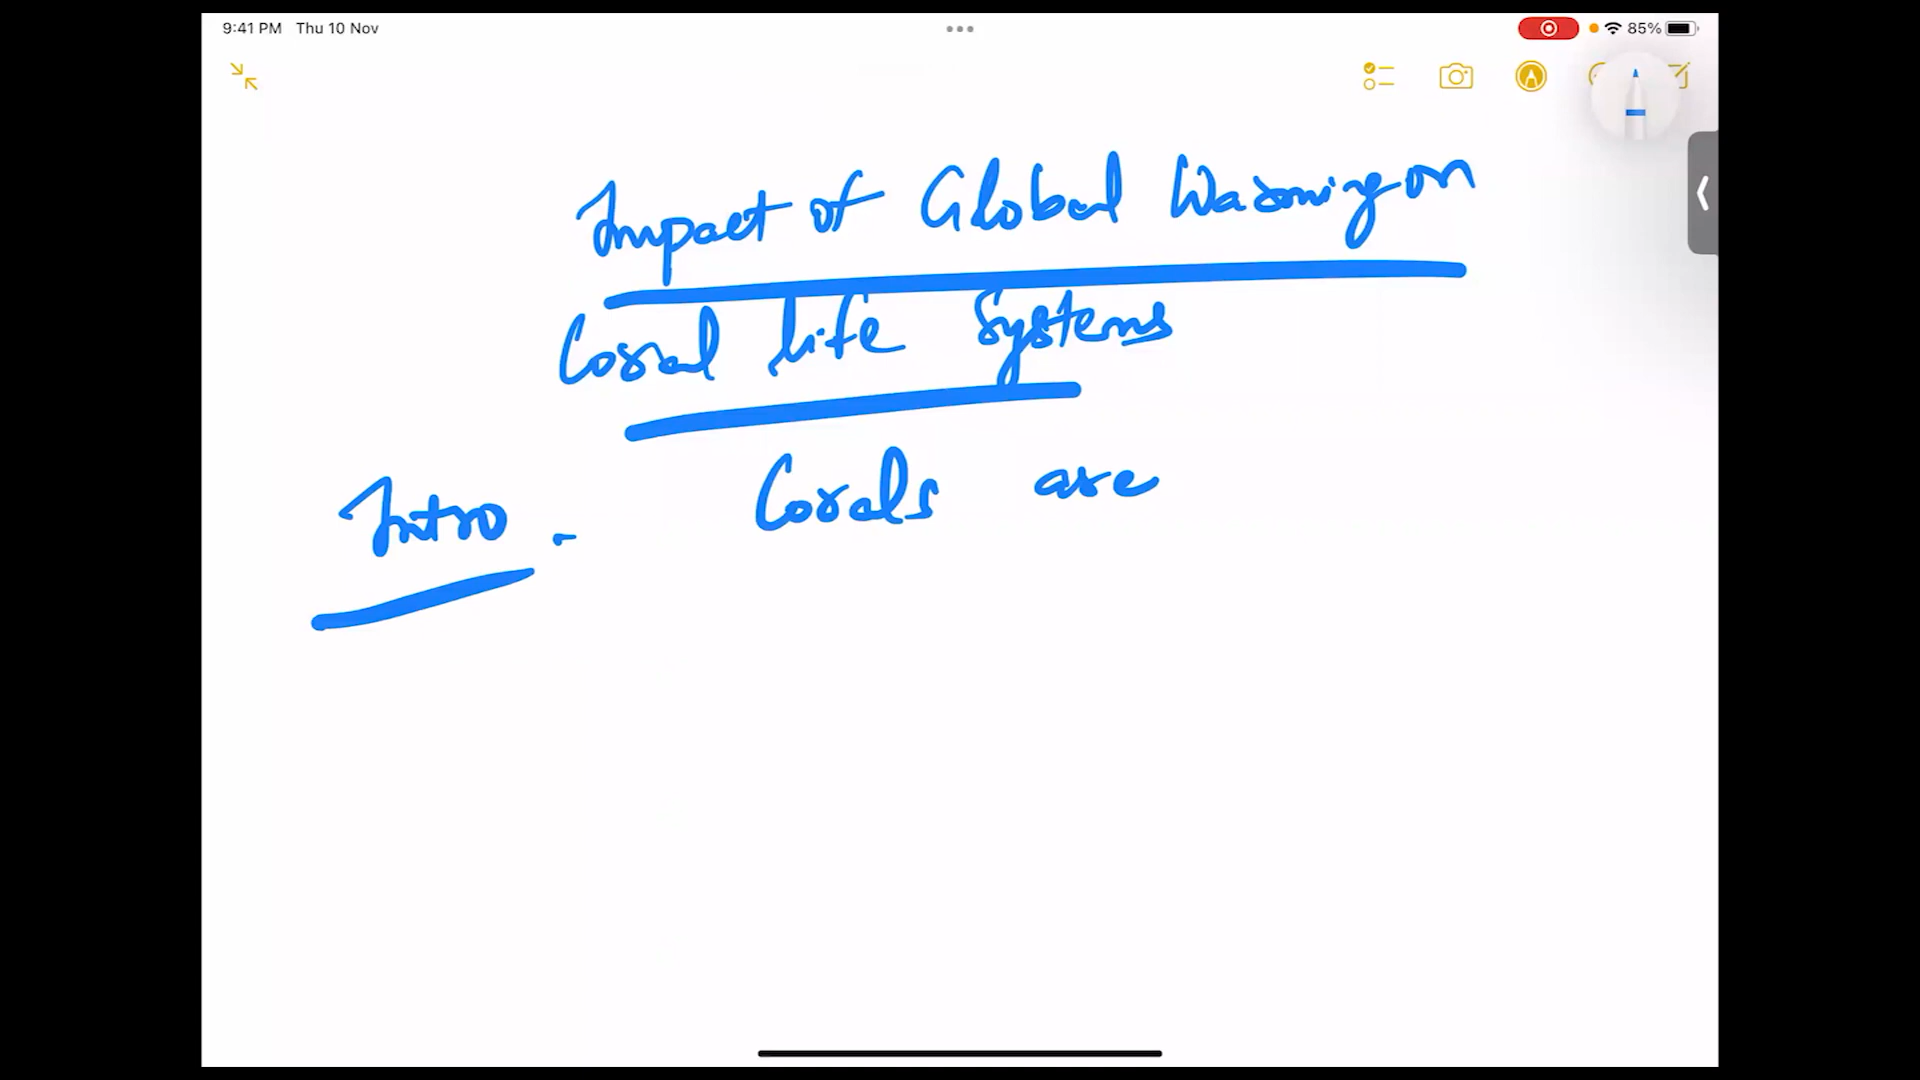 9:41 PM Thu 10 Nov 85%
Impact of Global Warming on
Coral life Systems
Intro - Corals are